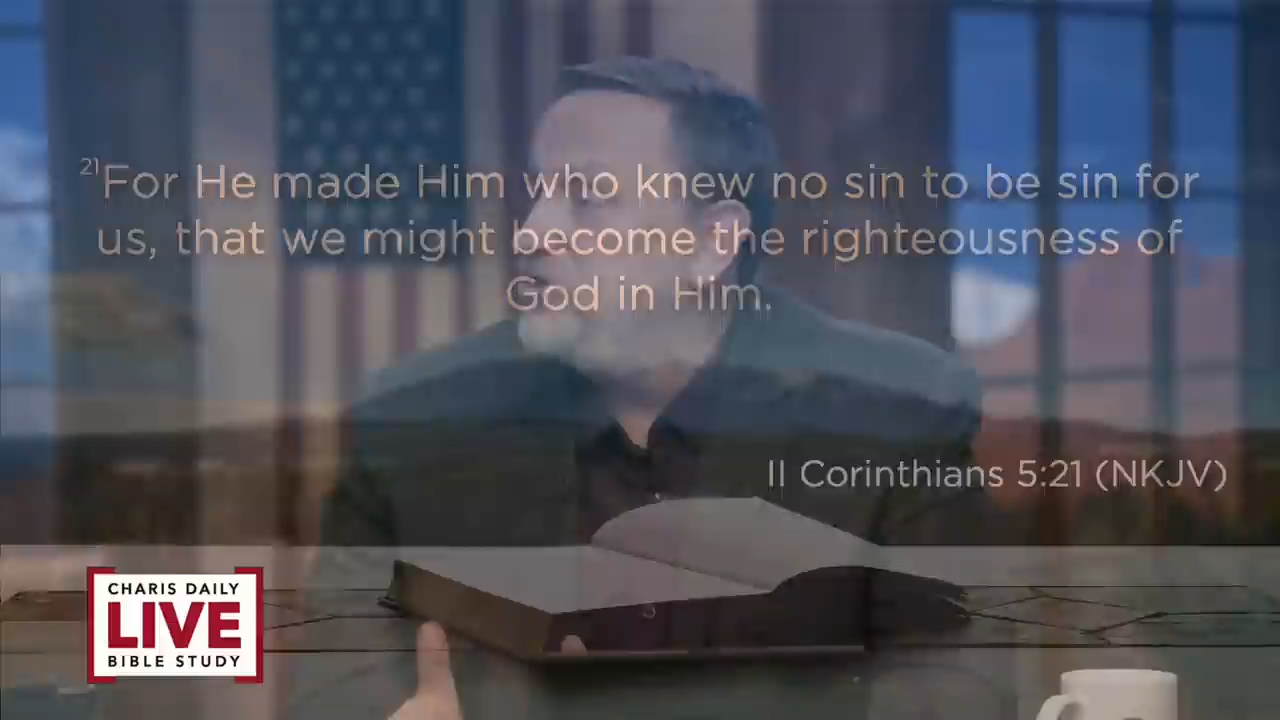 21For He made Him who knew no sin to be sin for
us, that we might become the righteousness of
God in Him.
II Corinthians 5:21 (NKJV)
CHARIS DAILY
LIVE
BIBLE STUDY